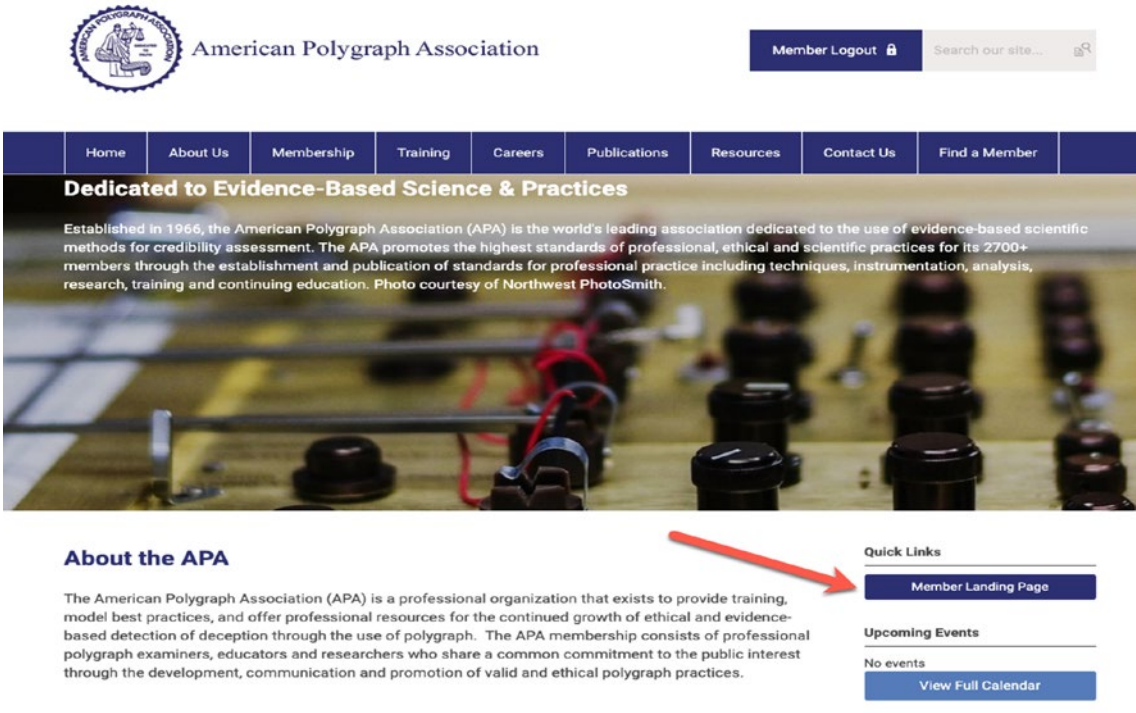 American Polygraph Association
Member Logout
Search our site...
Home
About Us
Membership
Training
Careers
Publications
Resources
Contact Us
Find a Member
Dedicated to Evidence-Based Science & Practices
Established in 1966, the American Polygraph Association (APA) is the world's leading association dedicated to the use of evidence-based scientific
methods for credibility assessment. The APA promotes the highest standards of professional, ethical and scientific practices for its 2700+
members through the establishment and publication of standards for professional practice including techniques, instrumentation, analysis,
research, training and continuing education. Photo courtesy of Northwest PhotoSmith.
About the APA
The American Polygraph Association (APA) is a professional organization that exists to provide training,
model best practices, and offer professional resources for the continued growth of ethical and evidence-
based detection of deception through the use of polygraph. The APA membership consists of professional
polygraph examiners, educators and researchers who share a common commitment to the public interest
through the development, communication and promotion of valid and ethical polygraph practices.
Quick Links
Member Landing Page
Upcoming Events
No events
View Full Calendar